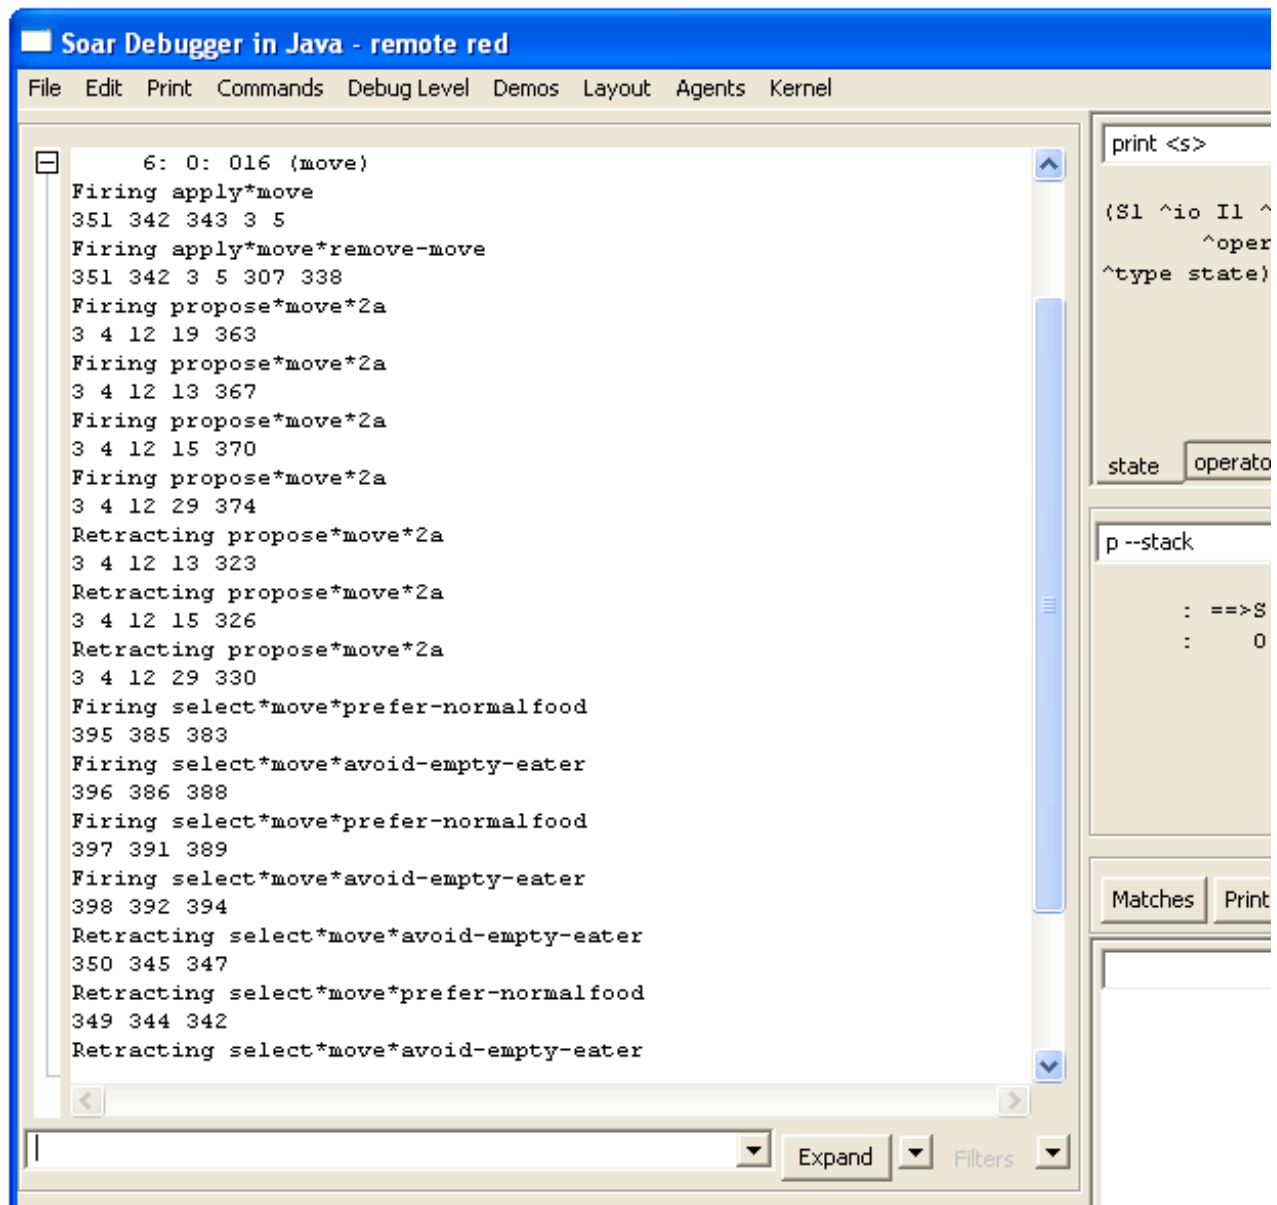 Soar Debugger in Java - remote red
File Edit Print Commands Debug Level Demos Layout Agents Kernel
6: O: O16 (move)
Firing apply*move
351 342 343 3 5
Firing apply*move*remove-move
351 342 3 5 307 338
Firing propose*move*2a
3 4 12 19 363
Firing propose*move*2a
3 4 12 13 367
Firing propose*move*2a
3 4 12 15 370
Firing propose*move*2a
3 4 12 29 374
Retracting propose*move*2a
3 4 12 13 323
Retracting propose*move*2a
3 4 12 15 326
Retracting propose*move*2a
3 4 12 29 330
Firing select*move*prefer-normalfood
395 385 383
Firing select*move*avoid-empty-eater
396 386 388
Firing select*move*prefer-normalfood
397 391 389
Firing select*move*avoid-empty-eater
398 392 394
Retracting select*move*avoid-empty-eater
350 345 347
Retracting select*move*prefer-normalfood
349 344 342
Retracting select*move*avoid-empty-eater
Expand
Filters
print <s>
(S1 ^io I1 ^
^oper
^type state)
state operato
p --stack
: ==>S
: O
Matches Print